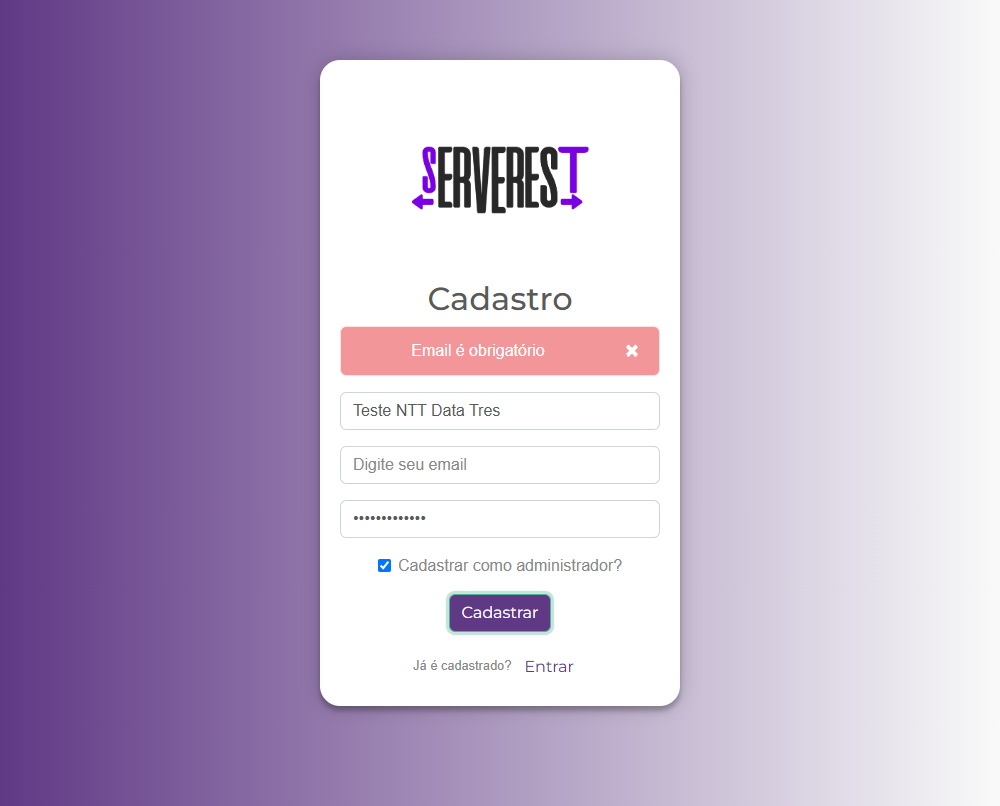 SERVEREST
Cadastro
Email é obrigatório ✖
Teste NTT Data Tres
Digite seu email
•••••••••••••
Cadastrar como administrador?
Cadastrar
Já é cadastrado? Entrar